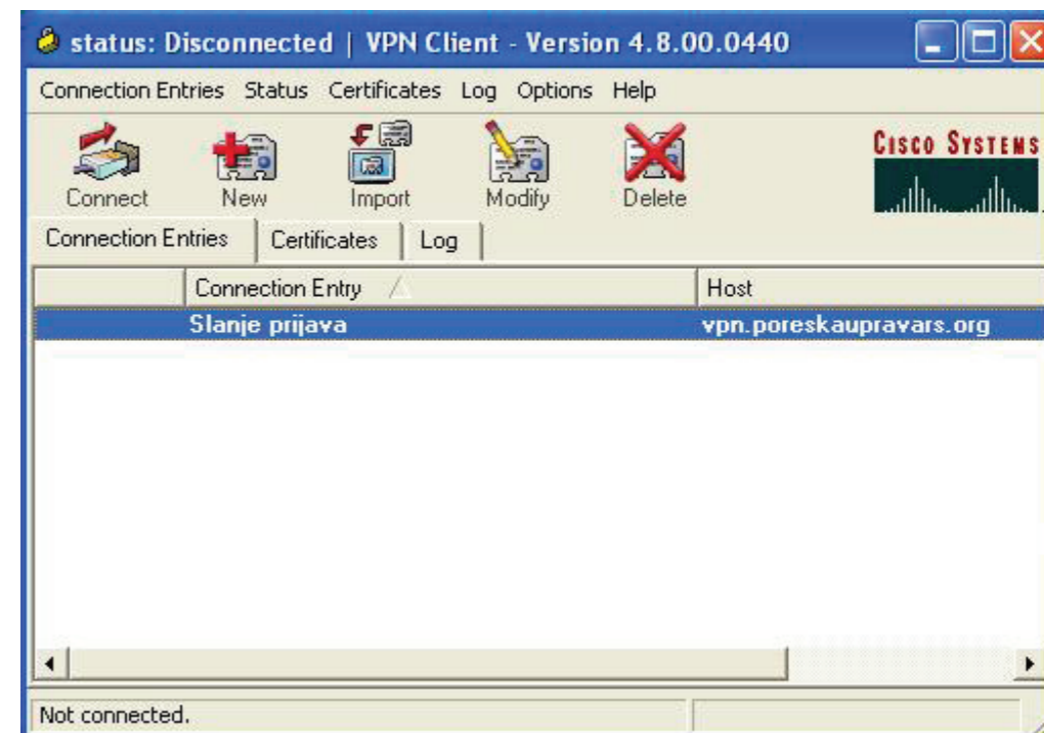 status: Disconnected | VPN Client - Version 4.8.00.0440
Connection Entries Status Certificates Log Options Help
Connect New Import Modify Delete
CISCO SYSTEMS
Connection Entries Certificates Log
Connection Entry Host
Slanje prijava vpn.poreskaupravars.org
Not connected.